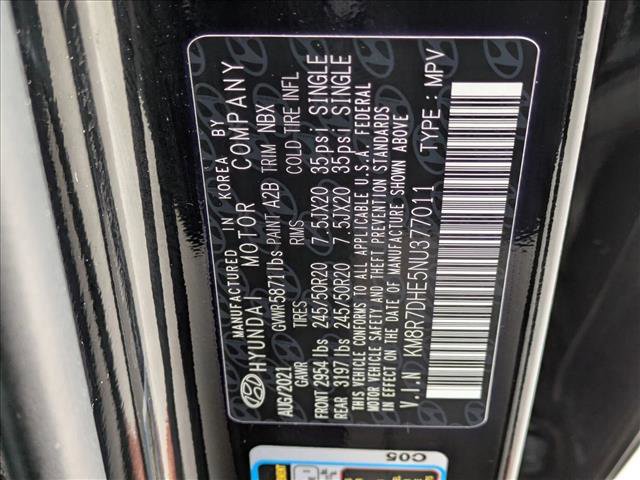 MANUFACTURED IN KOREA BY
HYUNDAI MOTOR COMPANY
AUG/2021 GVWR5871lbs PAINT A2B TRIM NBX
GAWR TIRES RIMS COLD TIRE INFL
FRONT 2954 lbs 245/50R20 7.5JX20 35psi SINGLE
REAR 3197 lbs 245/50R20 7.5JX20 35psi SINGLE
THIS VEHICLE CONFORMS TO ALL APPLICABLE U.S.A. FEDERAL
MOTOR VEHICLE SAFETY AND THEFT PREVENTION STANDARDS
IN EFFECT ON THE DATE OF MANUFACTURE SHOWN ABOVE
V.I.N KM8R7DHE5NU377011 TYPE : MPV
C05